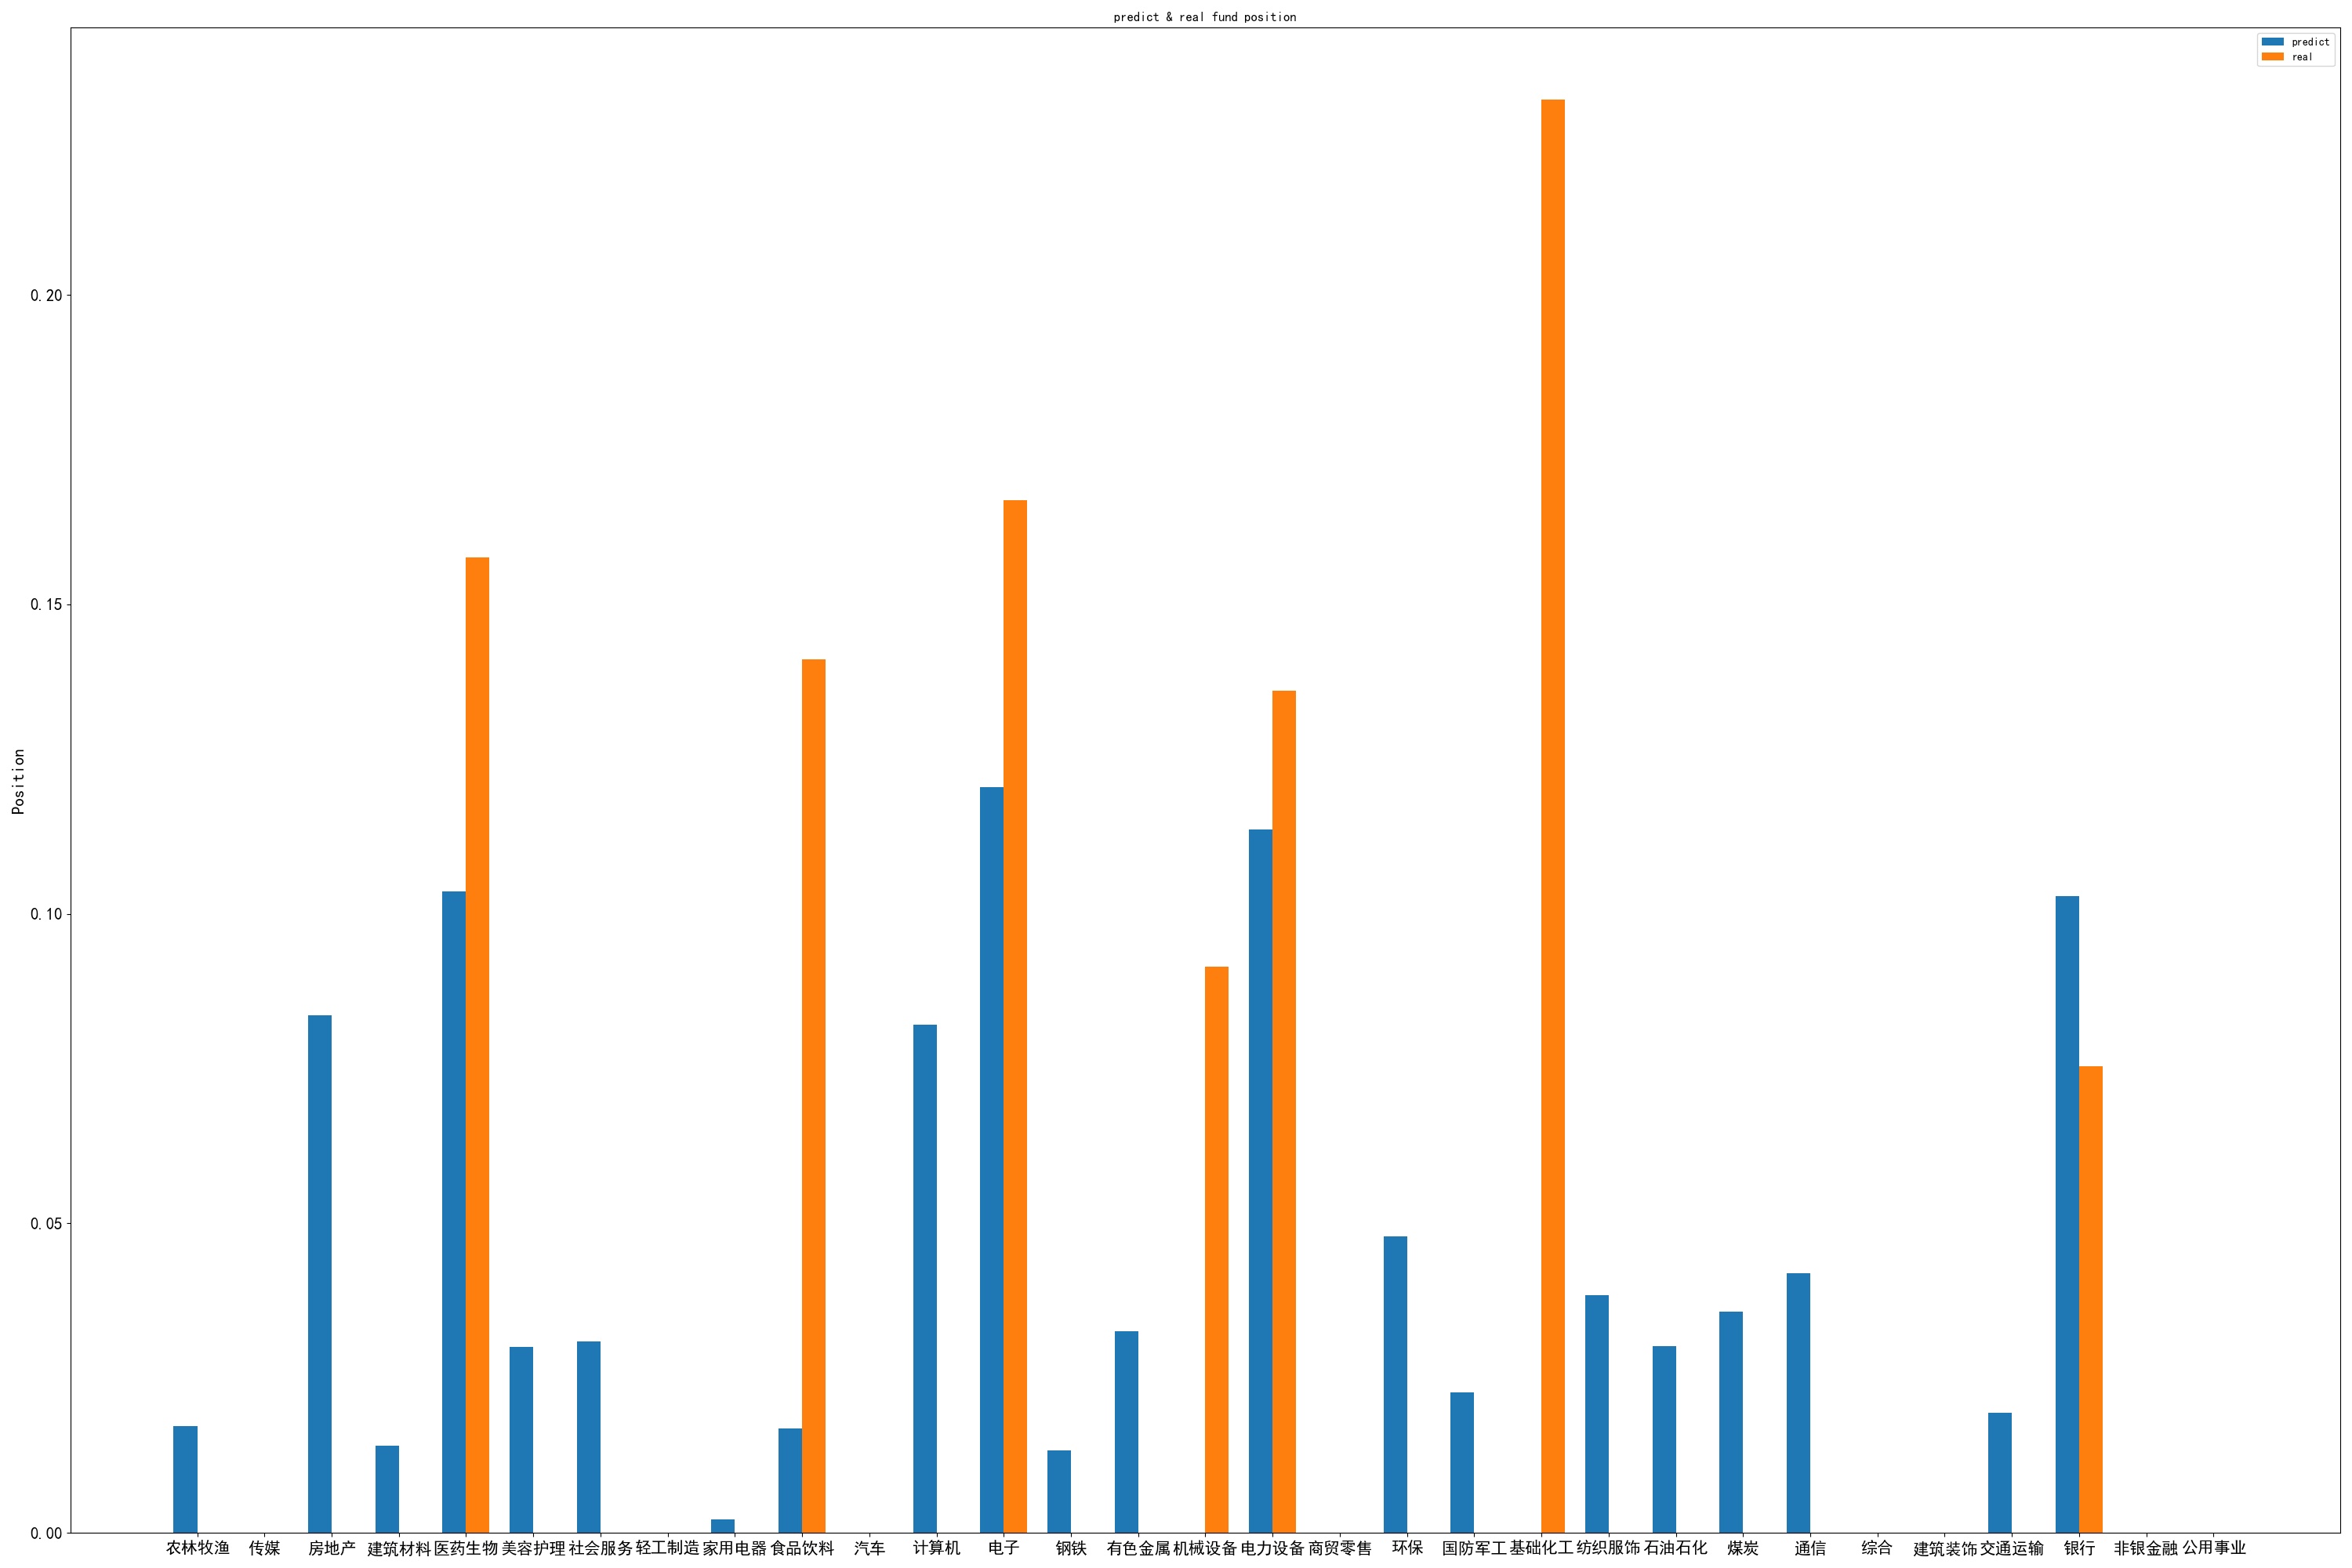 predict & real fund position
predict
real
Position
0.20
0.15
0.10
0.05
0.00
农林牧渔 传媒 房地产 建筑材料 医药生物 美容护理 社会服务 轻工制造 家用电器 食品饮料 汽车 计算机 电子 钢铁 有色金属 机械设备 电力设备 商贸零售 环保 国防军工 基础化工 纺织服饰 石油石化 煤炭 通信 综合 建筑装饰 交通运输 银行 非银金融 公用事业